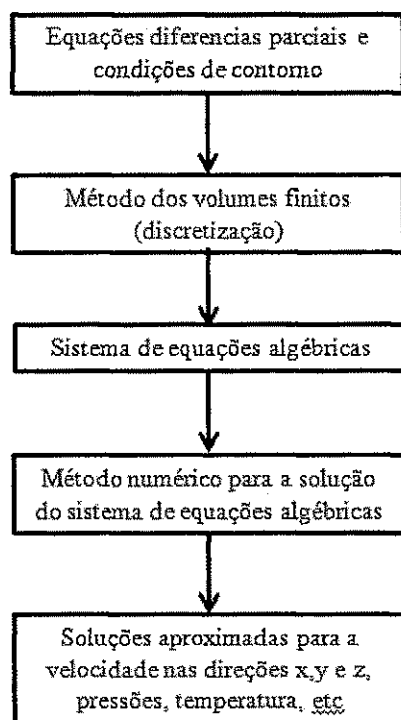 Equações diferencias parciais e
condições de contorno
Método dos volumes finitos
(discretização)
Sistema de equações algébricas
Método numérico para a solução
do sistema de equações algébricas
Soluções aproximadas para a
velocidade nas direções x,y e z,
pressões, temperatura, etc